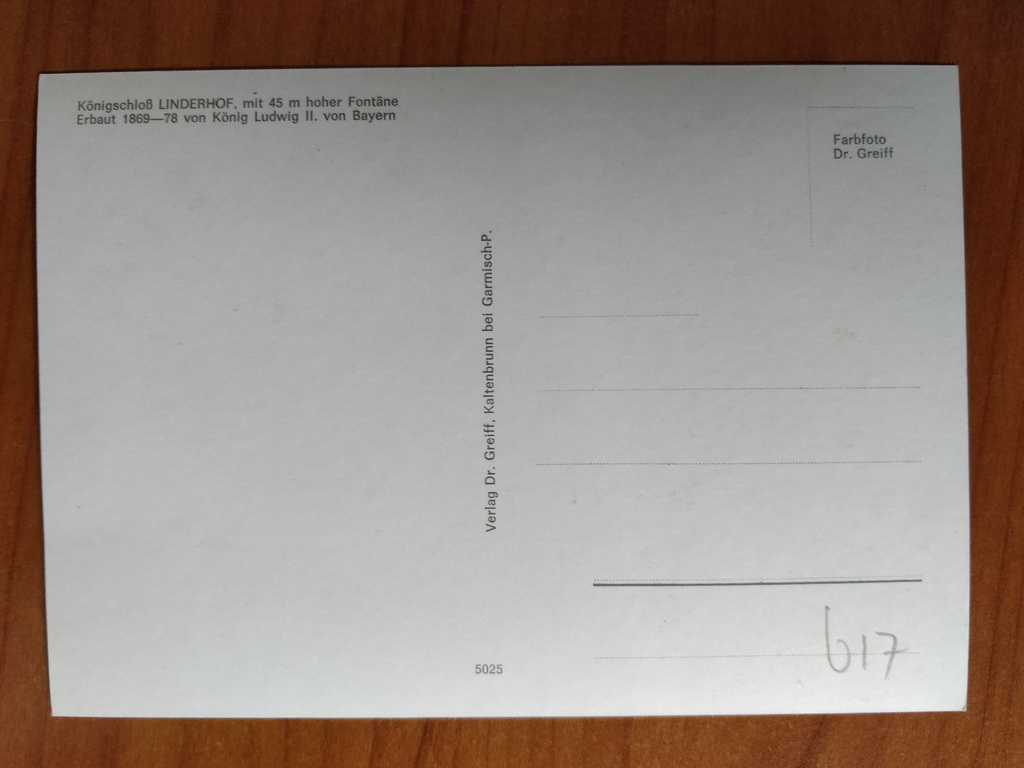 Königschloß LINDERHOF, mit 45 m hoher Fontäne
Erbaut 1869—78 von König Ludwig II. von Bayern
Farbfoto
Dr. Greiff
Verlag Dr. Greiff, Kaltenbrunn bei Garmisch-P.
5025
617